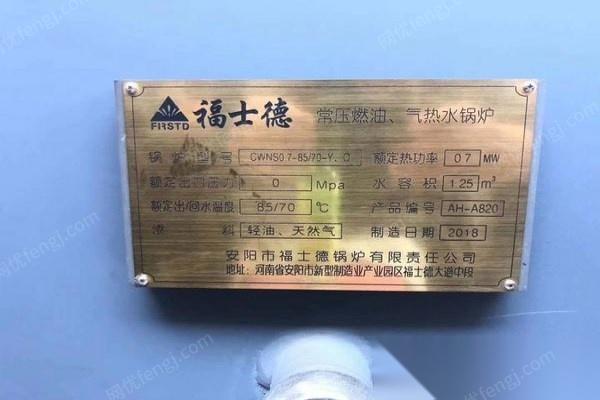 FIRSTD 福士德 常压燃油、气热水锅炉
锅炉型号 CWNS0.7-85/70-Y.Q 额定热功率 0.7 MW
额定出口压力 0 Mpa 水容积 1.25 m³
额定出/回水温度 85/70 ℃ 产品编号 AH-A820
燃料 轻油、天然气 制造日期 2018
安阳市福士德锅炉有限责任公司
地址：河南省安阳市新型制造业产业园区福士德大道中段